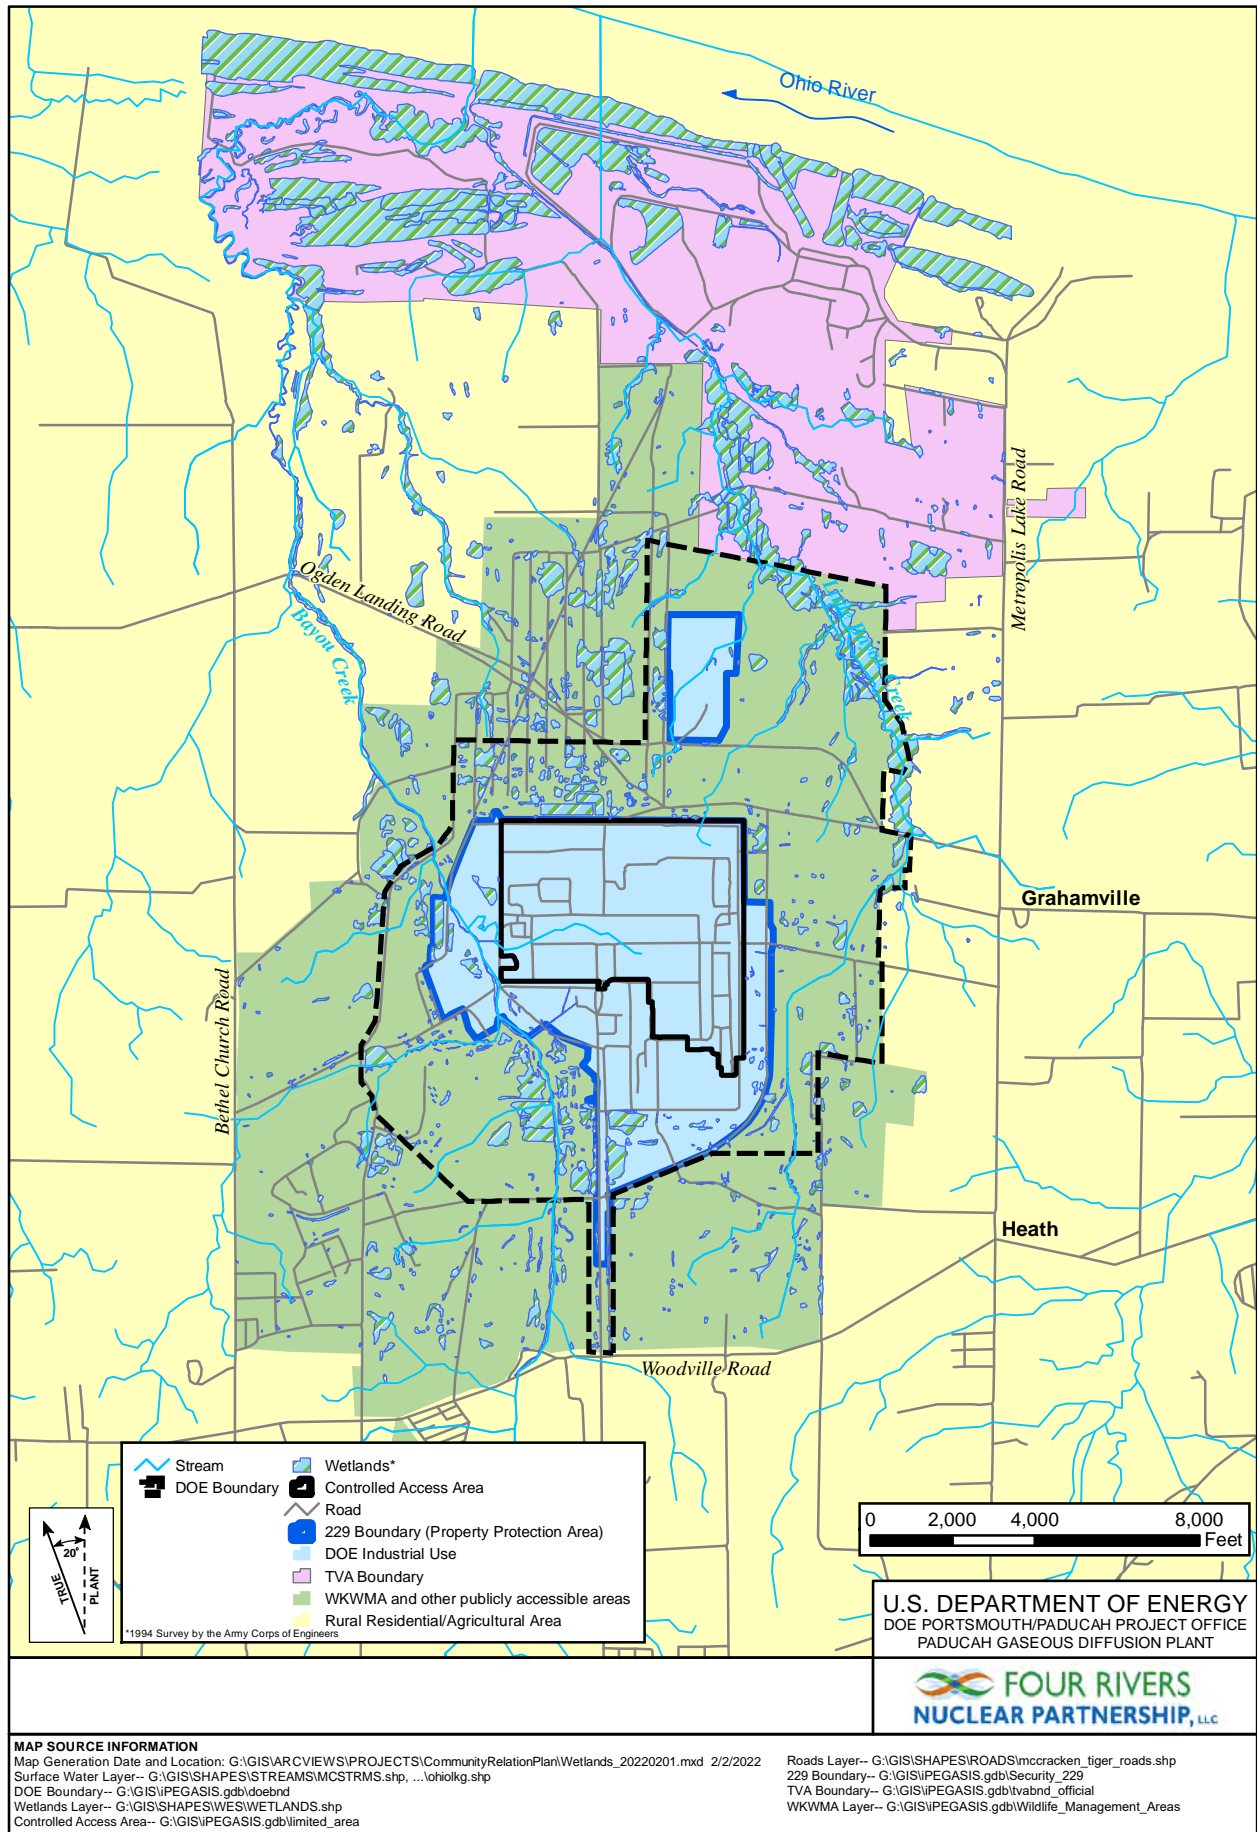 Ohio River
Metropolis Lake Road
Ogden Landing Road
Bayou Creek
Little Bayou Creek
Grahamville
Bethel Church Road
Heath
Woodville Road
Stream
DOE Boundary
Wetlands*
Controlled Access Area
Road
229 Boundary (Property Protection Area)
DOE Industrial Use
TVA Boundary
WKWMA and other publicly accessible areas
Rural Residential/Agricultural Area
*1994 Survey by the Army Corps of Engineers
20°
TRUE
PLANT
0 2,000 4,000 8,000
Feet
U.S. DEPARTMENT OF ENERGY
DOE PORTSMOUTH/PADUCAH PROJECT OFFICE
PADUCAH GASEOUS DIFFUSION PLANT
FOUR RIVERS
NUCLEAR PARTNERSHIP, LLC
MAP SOURCE INFORMATION
Map Generation Date and Location: G:\GIS\ARCVIEWS\PROJECTS\CommunityRelationPlan\Wetlands_20220201.mxd 2/2/2022
Surface Water Layer-- G:\GIS\SHAPES\STREAMS\MCSTRMS.shp, ...\ohiolkg.shp
DOE Boundary-- G:\GIS\iPEGASIS.gdb\doebnd
Wetlands Layer-- G:\GIS\SHAPES\WES\WETLANDS.shp
Controlled Access Area-- G:\GIS\iPEGASIS.gdb\limited_area
Roads Layer-- G:\GIS\SHAPES\ROADS\mccracken_tiger_roads.shp
229 Boundary-- G:\GIS\iPEGASIS.gdb\Security_229
TVA Boundary-- G:\GIS\iPEGASIS.gdb\tvabnd_official
WKWMA Layer-- G:\GIS\iPEGASIS.gdb\Wildlife_Management_Areas